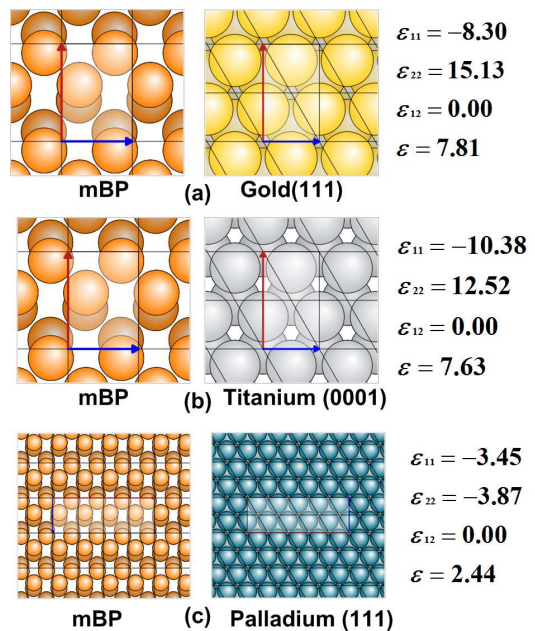 ε₁₁ = −8.30
ε₂₂ = 15.13
ε₁₂ = 0.00
ε = 7.81
mBP (a) Gold(111)
ε₁₁ = −10.38
ε₂₂ = 12.52
ε₁₂ = 0.00
ε = 7.63
mBP (b) Titanium (0001)
ε₁₁ = −3.45
ε₂₂ = −3.87
ε₁₂ = 0.00
ε = 2.44
mBP (c) Palladium (111)